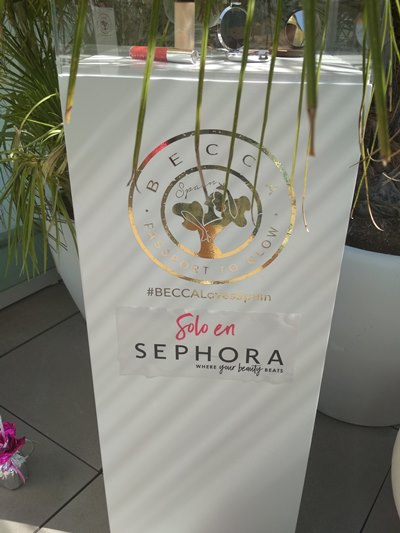 BECCA
Spain
PASSPORT TO GLOW
#BECCALovesspain
Solo en
SEPHORA
WHERE your beauty BEATS